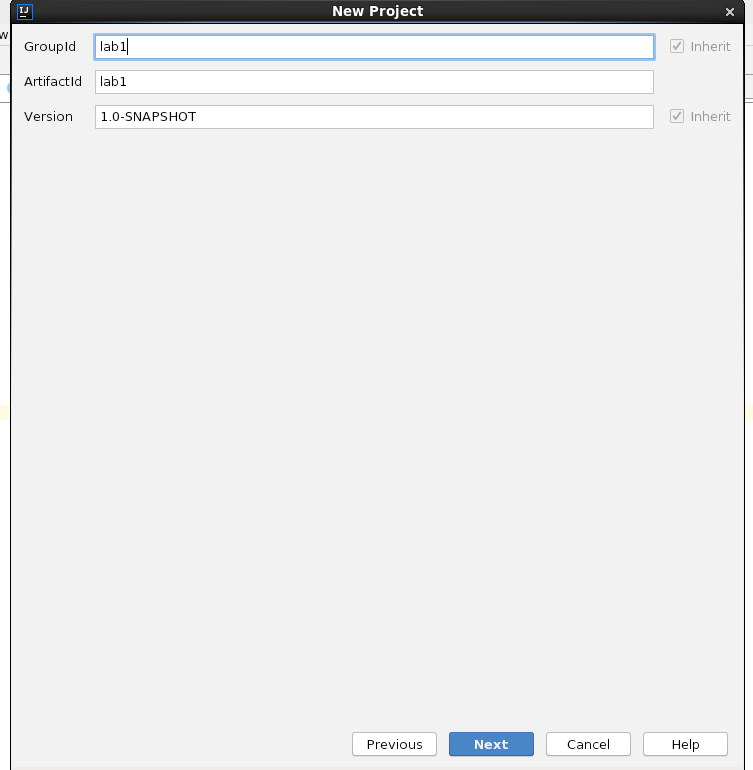 IJ
New Project
w
GroupId lab1 Inherit
ArtifactId lab1
Version 1.0-SNAPSHOT Inherit
Previous Next Cancel Help